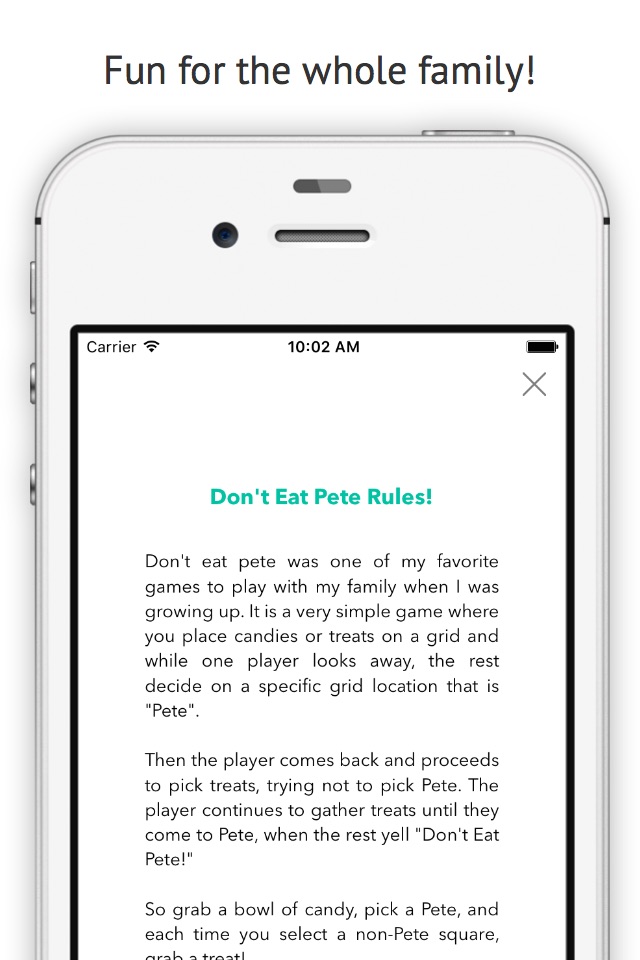 Fun for the whole family!
Carrier
10:02 AM
Don't Eat Pete Rules!
Don't eat pete was one of my favorite
games to play with my family when I was
growing up. It is a very simple game where
you place candies or treats on a grid and
while one player looks away, the rest
decide on a specific grid location that is
"Pete".
Then the player comes back and proceeds
to pick treats, trying not to pick Pete. The
player continues to gather treats until they
come to Pete, when the rest yell "Don't Eat
Pete!"
So grab a bowl of candy, pick a Pete, and
each time you select a non-Pete square,
grab a treat!